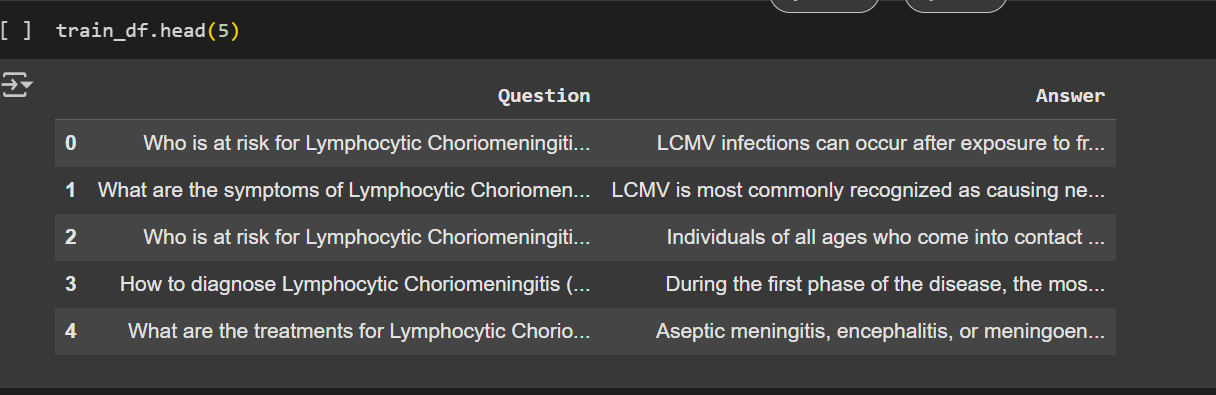 [ ] train_df.head(5)
Question Answer
0 Who is at risk for Lymphocytic Choriomeningiti... LCMV infections can occur after exposure to fr...
1 What are the symptoms of Lymphocytic Choriomen... LCMV is most commonly recognized as causing ne...
2 Who is at risk for Lymphocytic Choriomeningiti... Individuals of all ages who come into contact ...
3 How to diagnose Lymphocytic Choriomeningitis (... During the first phase of the disease, the mos...
4 What are the treatments for Lymphocytic Chorio... Aseptic meningitis, encephalitis, or meningoen...